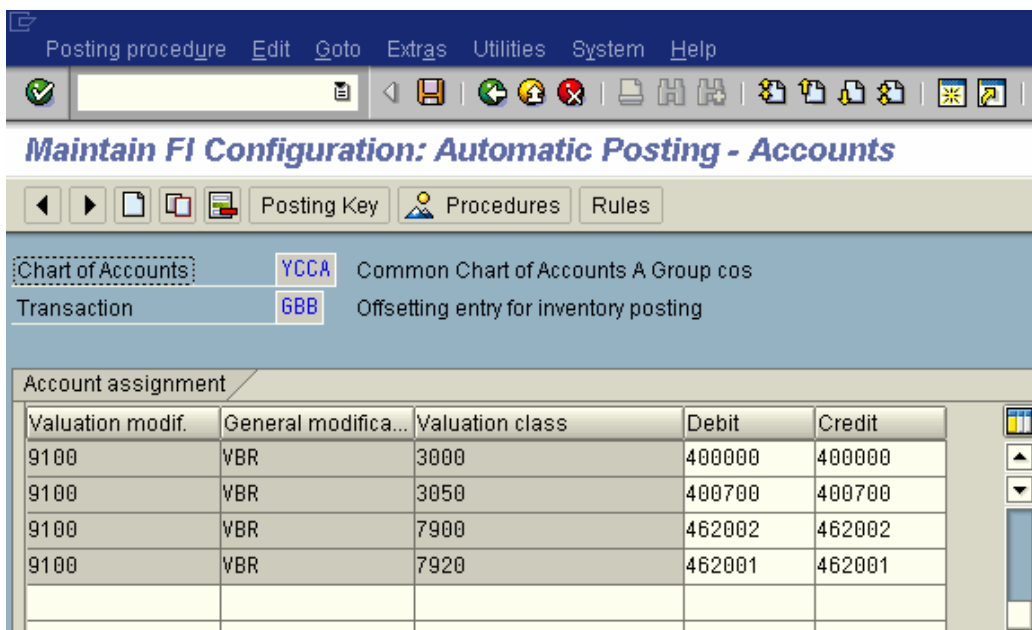 Posting procedure Edit Goto Extras Utilities System Help
Maintain FI Configuration: Automatic Posting - Accounts
Posting Key Procedures Rules
Chart of Accounts YCCA Common Chart of Accounts A Group cos
Transaction GBB Offsetting entry for inventory posting
Account assignment
Valuation modif. General modifica... Valuation class Debit Credit
9100 VBR 3000 400000 400000
9100 VBR 3050 400700 400700
9100 VBR 7900 462002 462002
9100 VBR 7920 462001 462001